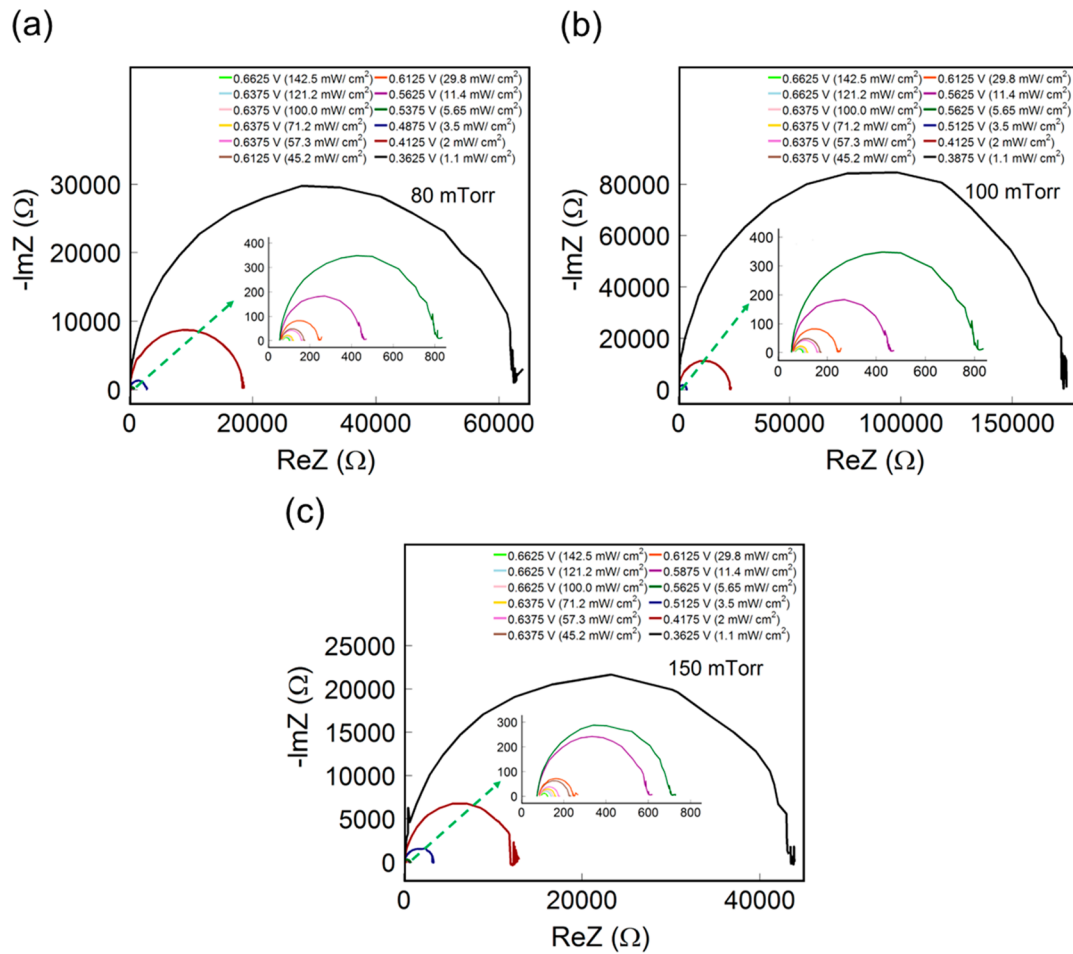 (a)
0.6625 V (142.5 mW/ cm²) 0.6125 V (29.8 mW/ cm²)
0.6375 V (121.2 mW/ cm²) 0.5625 V (11.4 mW/ cm²)
0.6375 V (100.0 mW/ cm²) 0.5375 V (5.65 mW/ cm²)
0.6375 V (71.2 mW/ cm²) 0.4875 V (3.5 mW/ cm²)
0.6375 V (57.3 mW/ cm²) 0.4125 V (2 mW/ cm²)
0.6125 V (45.2 mW/ cm²) 0.3625 V (1.1 mW/ cm²)
80 mTorr
-ImZ (Ω)
30000
20000
10000
0
400
300
200
100
0
0 200 400 600 800
0 20000 40000 60000
ReZ (Ω)
(b)
0.6625 V (142.5 mW/ cm²) 0.6125 V (29.8 mW/ cm²)
0.6625 V (121.2 mW/ cm²) 0.5625 V (11.4 mW/ cm²)
0.6375 V (100.0 mW/ cm²) 0.5625 V (5.65 mW/ cm²)
0.6375 V (71.2 mW/ cm²) 0.5125 V (3.5 mW/ cm²)
0.6375 V (57.3 mW/ cm²) 0.4125 V (2 mW/ cm²)
0.6375 V (45.2 mW/ cm²) 0.3875 V (1.1 mW/ cm²)
100 mTorr
-ImZ (Ω)
80000
60000
40000
20000
0
400
300
200
100
0
0 200 400 600 800
0 50000 100000 150000
ReZ (Ω)
(c)
0.6625 V (142.5 mW/ cm²) 0.6125 V (29.8 mW/ cm²)
0.6625 V (121.2 mW/ cm²) 0.5875 V (11.4 mW/ cm²)
0.6625 V (100.0 mW/ cm²) 0.5625 V (5.65 mW/ cm²)
0.6375 V (71.2 mW/ cm²) 0.5125 V (3.5 mW/ cm²)
0.6375 V (57.3 mW/ cm²) 0.4175 V (2 mW/ cm²)
0.6375 V (45.2 mW/ cm²) 0.3625 V (1.1 mW/ cm²)
150 mTorr
-ImZ (Ω)
25000
20000
15000
10000
5000
0
300
200
100
0
0 200 400 600 800
0 20000 40000
ReZ (Ω)